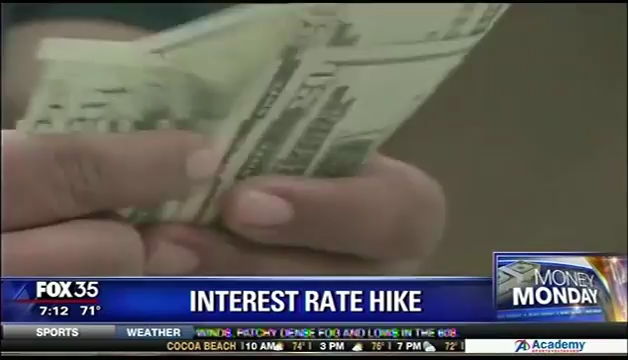 FOX 35
7:12 71°
INTEREST RATE HIKE
MONEY
MONDAY
SPORTS WEATHER WINDS. PATCHY DENSE FOG AND LOWS IN THE 60S.
COCOA BEACH 10 AM 74° 3 PM 76° 7 PM 72°
Academy